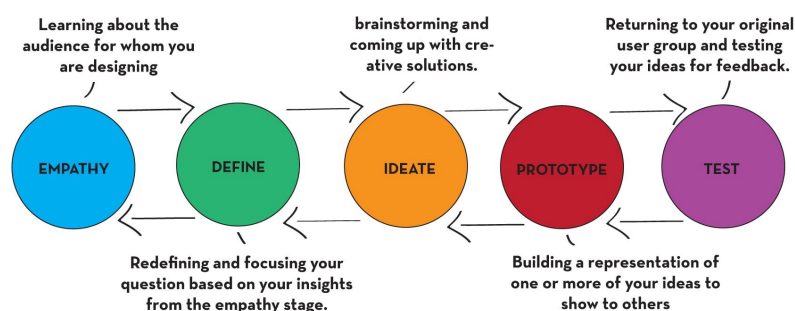 Learning about the
audience for whom you
are designing
brainstorming and
coming up with cre-
ative solutions.
Returning to your original
user group and testing
your ideas for feedback.
EMPATHY
DEFINE
IDEATE
PROTOTYPE
TEST
Redefining and focusing your
question based on your insights
from the empathy stage.
Building a representation of
one or more of your ideas to
show to others